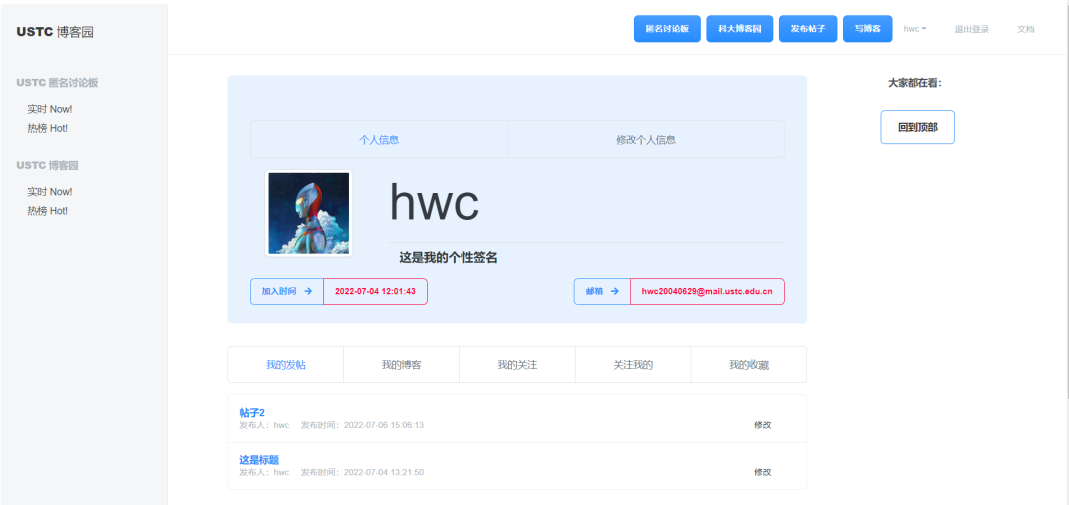 USTC 博客园
匿名讨论板 科大博客园 发布帖子 写博客 hwc 退出登录 文档
USTC 匿名讨论板
实时 Now!
热榜 Hot!
USTC 博客园
实时 Now!
热榜 Hot!
个人信息 修改个人信息
hwc
这是我的个性签名
加入时间 → 2022-07-04 12:01:43 邮箱 → hwc20040629@mail.ustc.edu.cn
我的发帖 我的博客 我的关注 关注我的 我的收藏
帖子2
发布人：hwc 发布时间：2022-07-06 15:06:13 修改
这是标题
发布人：hwc 发布时间：2022-07-04 13:21:50 修改
大家都在看：
回到顶部